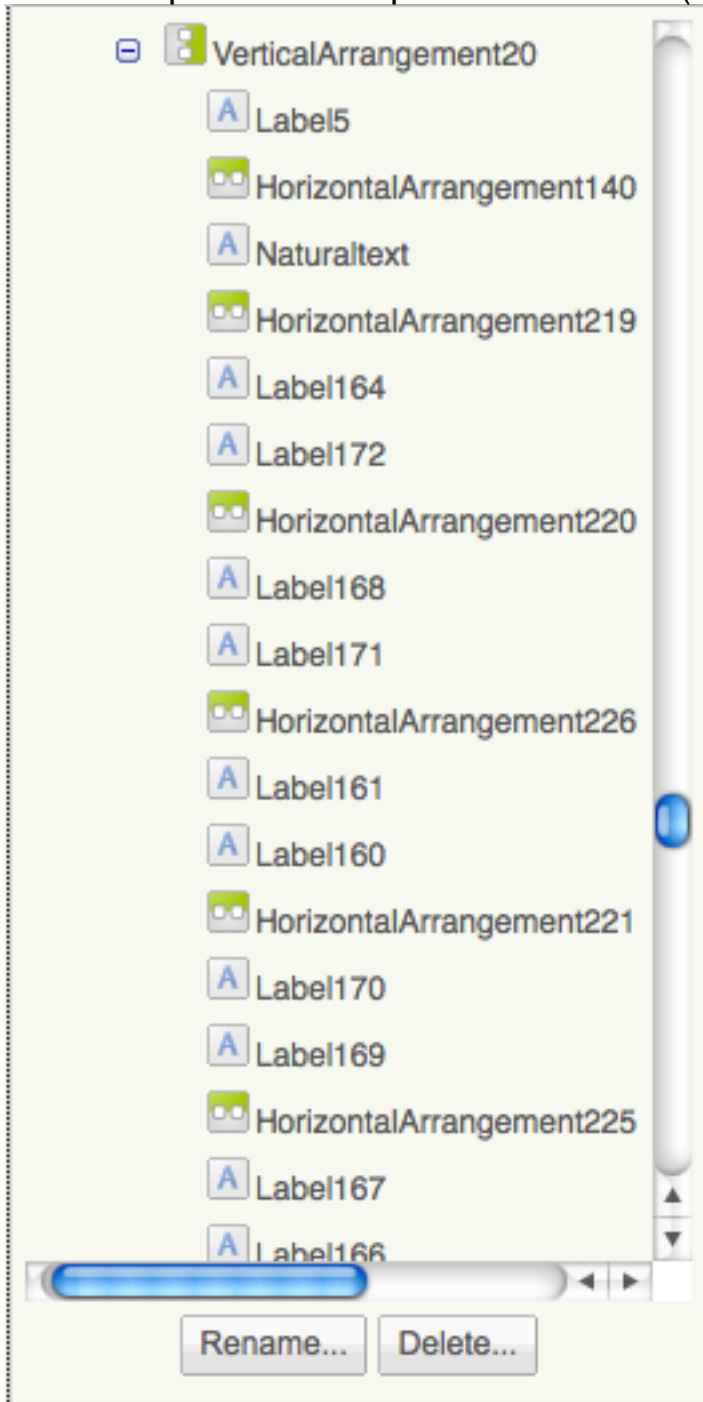 VerticalArrangement20
Label5
HorizontalArrangement140
Naturaltext
HorizontalArrangement219
Label164
Label172
HorizontalArrangement220
Label168
Label171
HorizontalArrangement226
Label161
Label160
HorizontalArrangement221
Label170
Label169
HorizontalArrangement225
Label167
Label166
Rename... Delete...